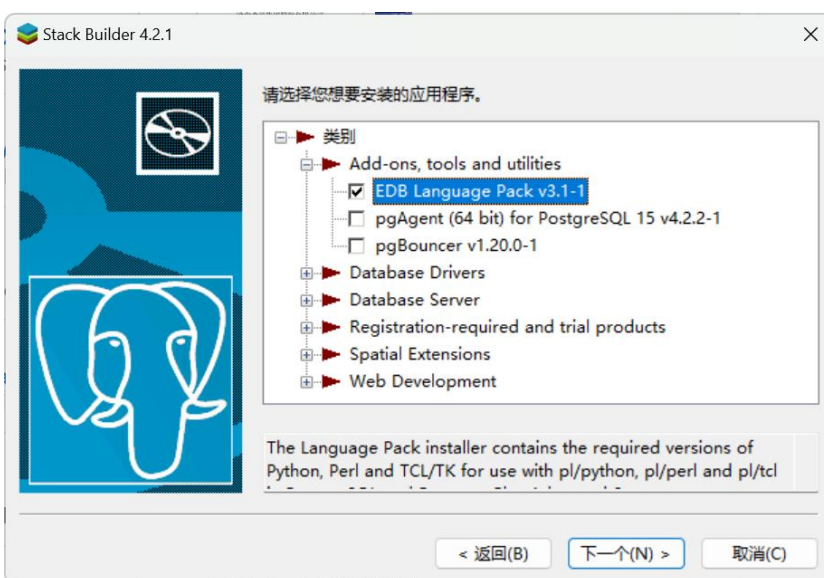 Stack Builder 4.2.1
请选择您想要安装的应用程序。
类别
Add-ons, tools and utilities
EDB Language Pack v3.1-1
pgAgent (64 bit) for PostgreSQL 15 v4.2.2-1
pgBouncer v1.20.0-1
Database Drivers
Database Server
Registration-required and trial products
Spatial Extensions
Web Development
The Language Pack installer contains the required versions of
Python, Perl and TCL/TK for use with pl/python, pl/perl and pl/tcl
< 返回(B)
下一个(N) >
取消(C)